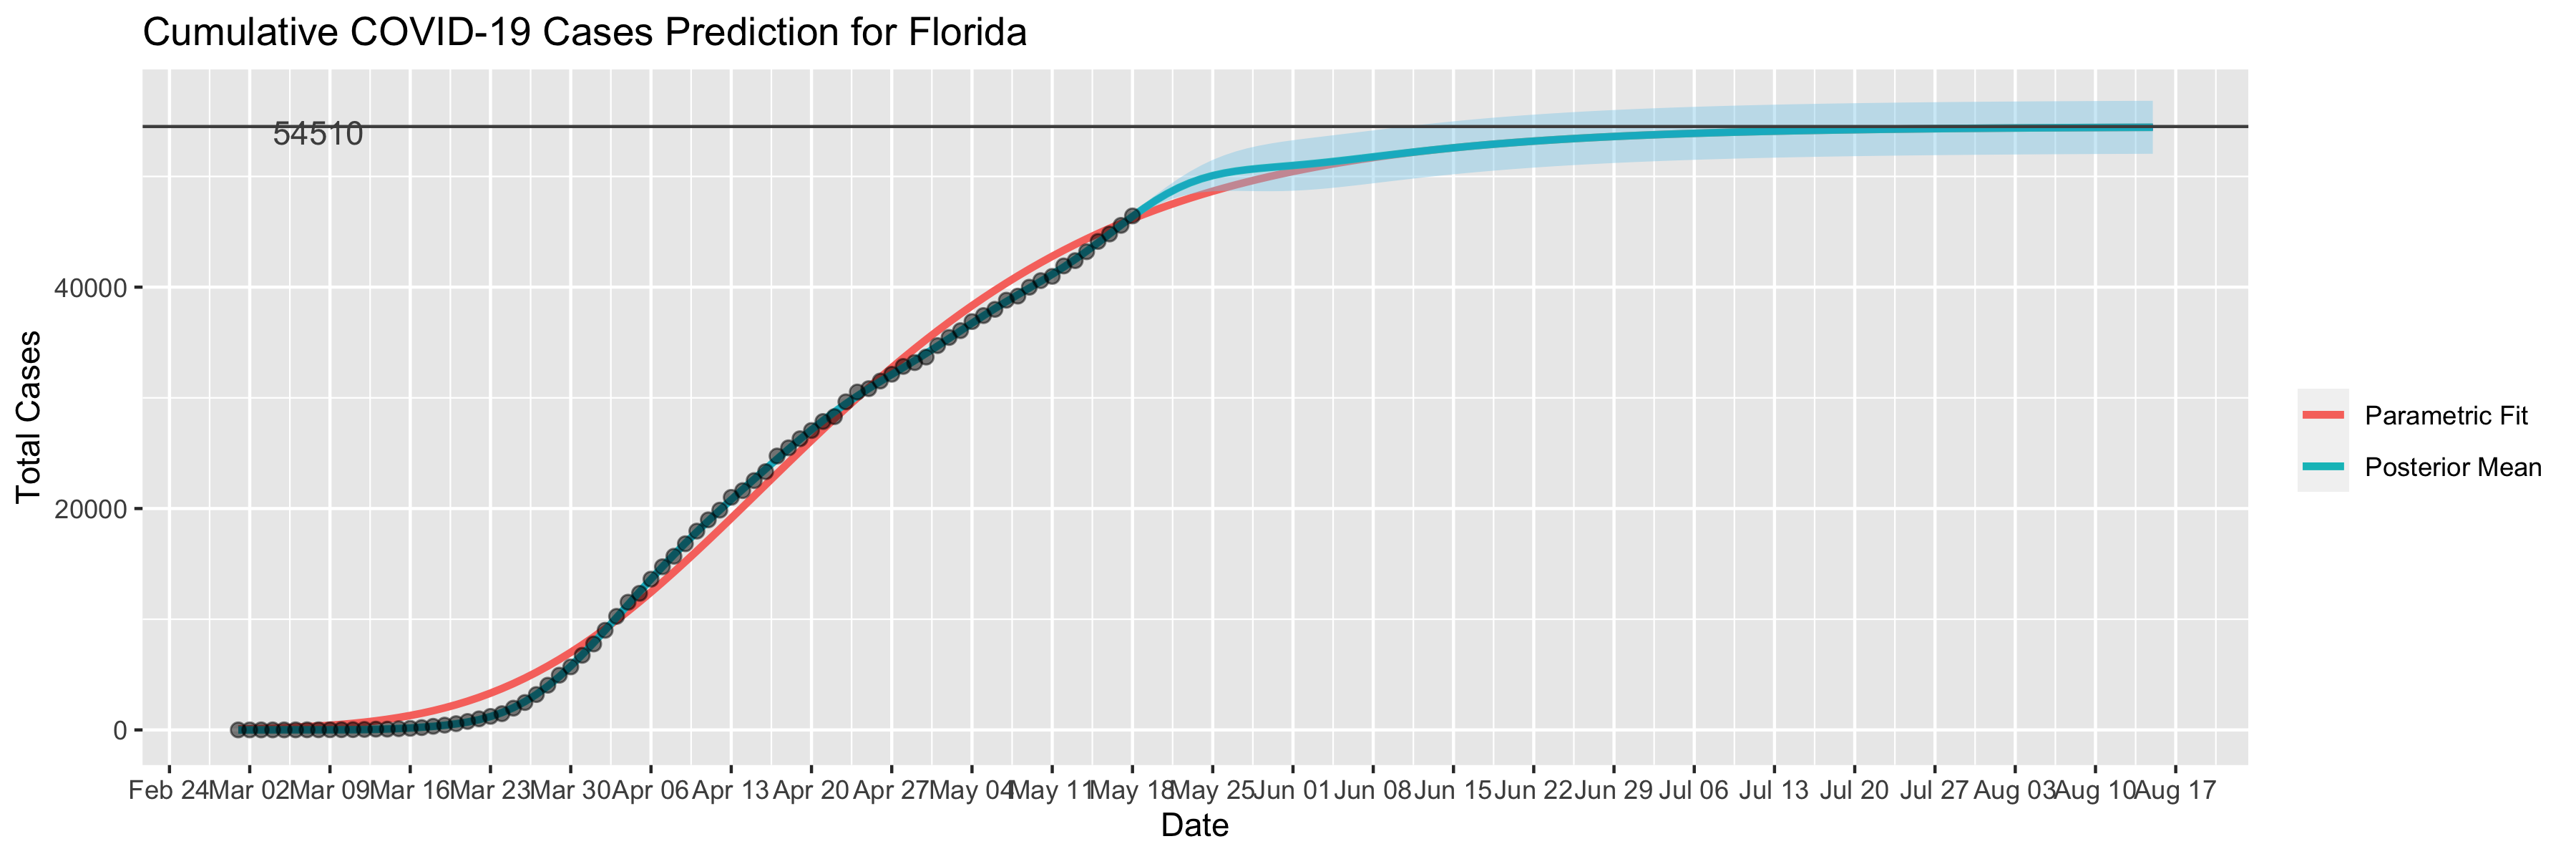 Cumulative COVID-19 Cases Prediction for Florida
54510
Total Cases
40000
20000
0
Feb 24 Mar 02 Mar 09 Mar 16 Mar 23 Mar 30 Apr 06 Apr 13 Apr 20 Apr 27 May 04 May 11 May 18 May 25 Jun 01 Jun 08 Jun 15 Jun 22 Jun 29 Jul 06 Jul 13 Jul 20 Jul 27 Aug 03 Aug 10 Aug 17
Date
Parametric Fit
Posterior Mean